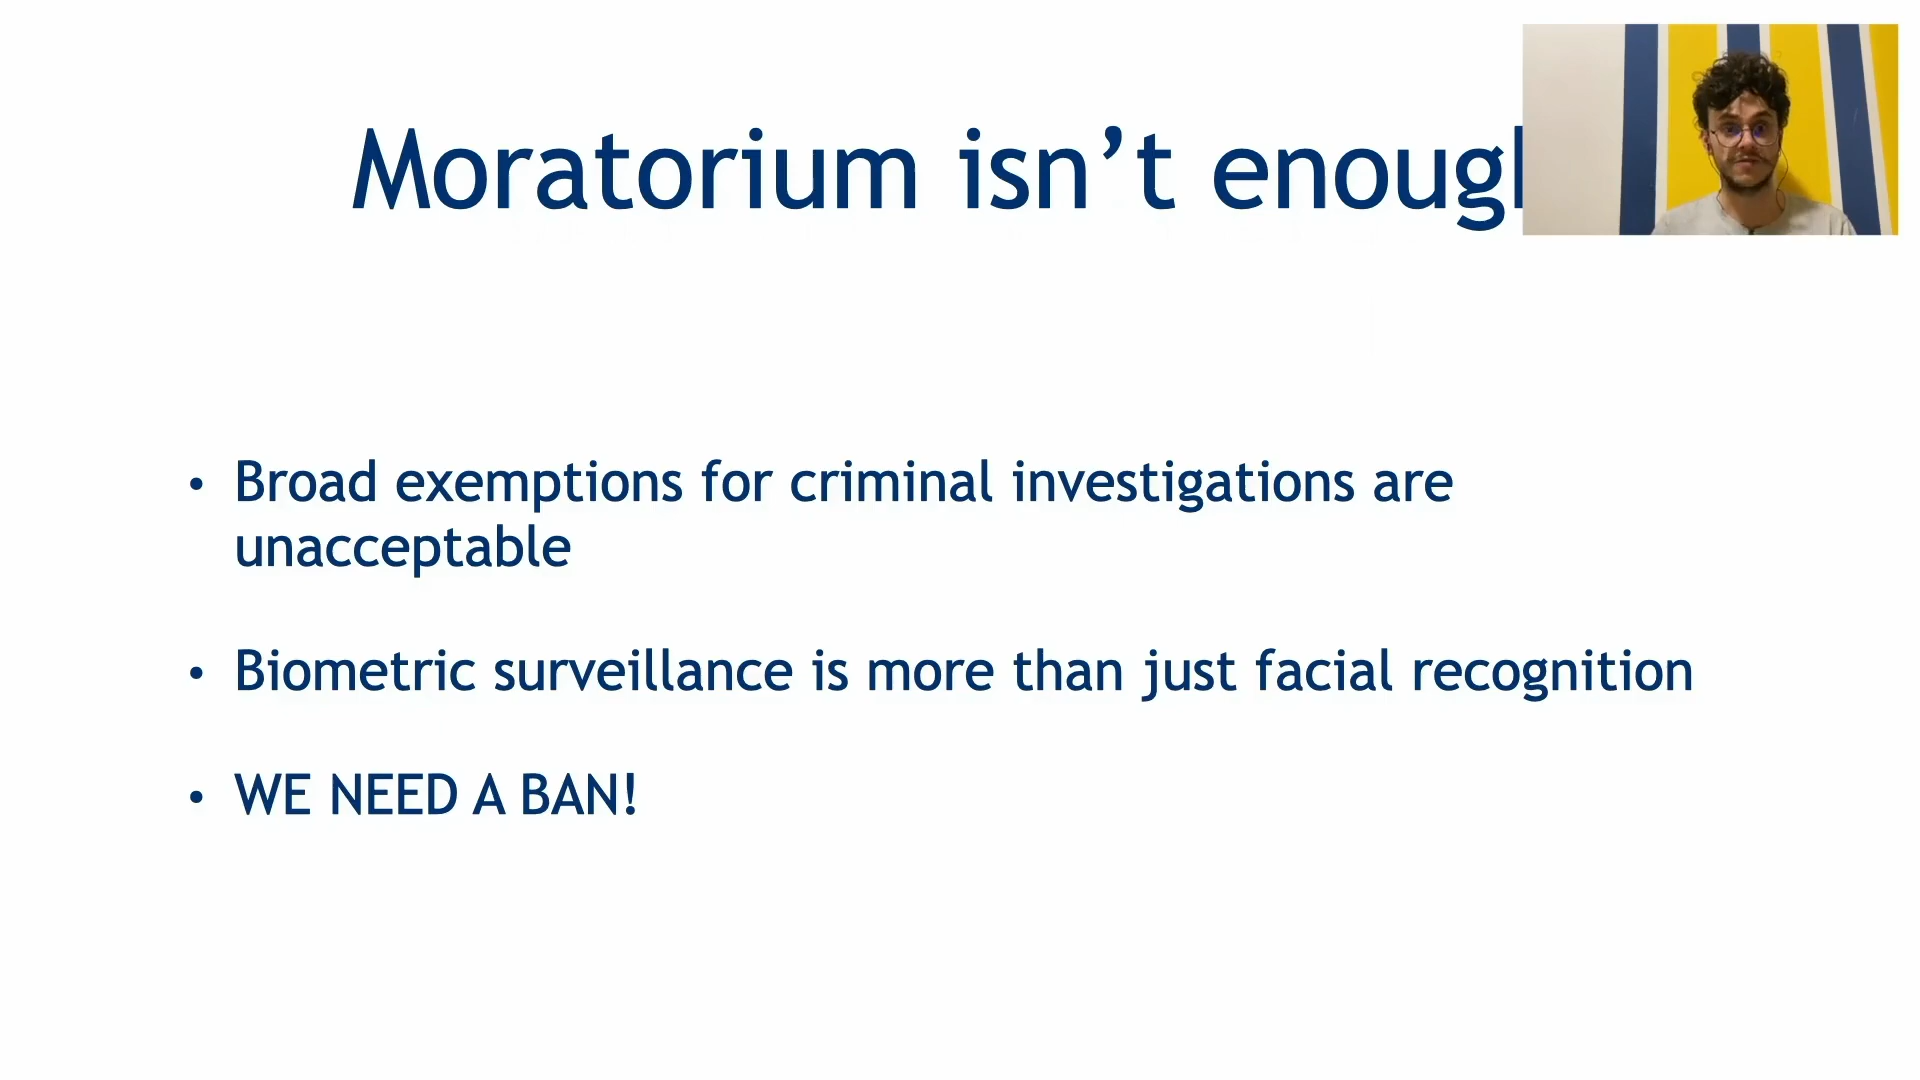 Moratorium isn’t enough
• Broad exemptions for criminal investigations are
unacceptable
• Biometric surveillance is more than just facial recognition
• WE NEED A BAN!